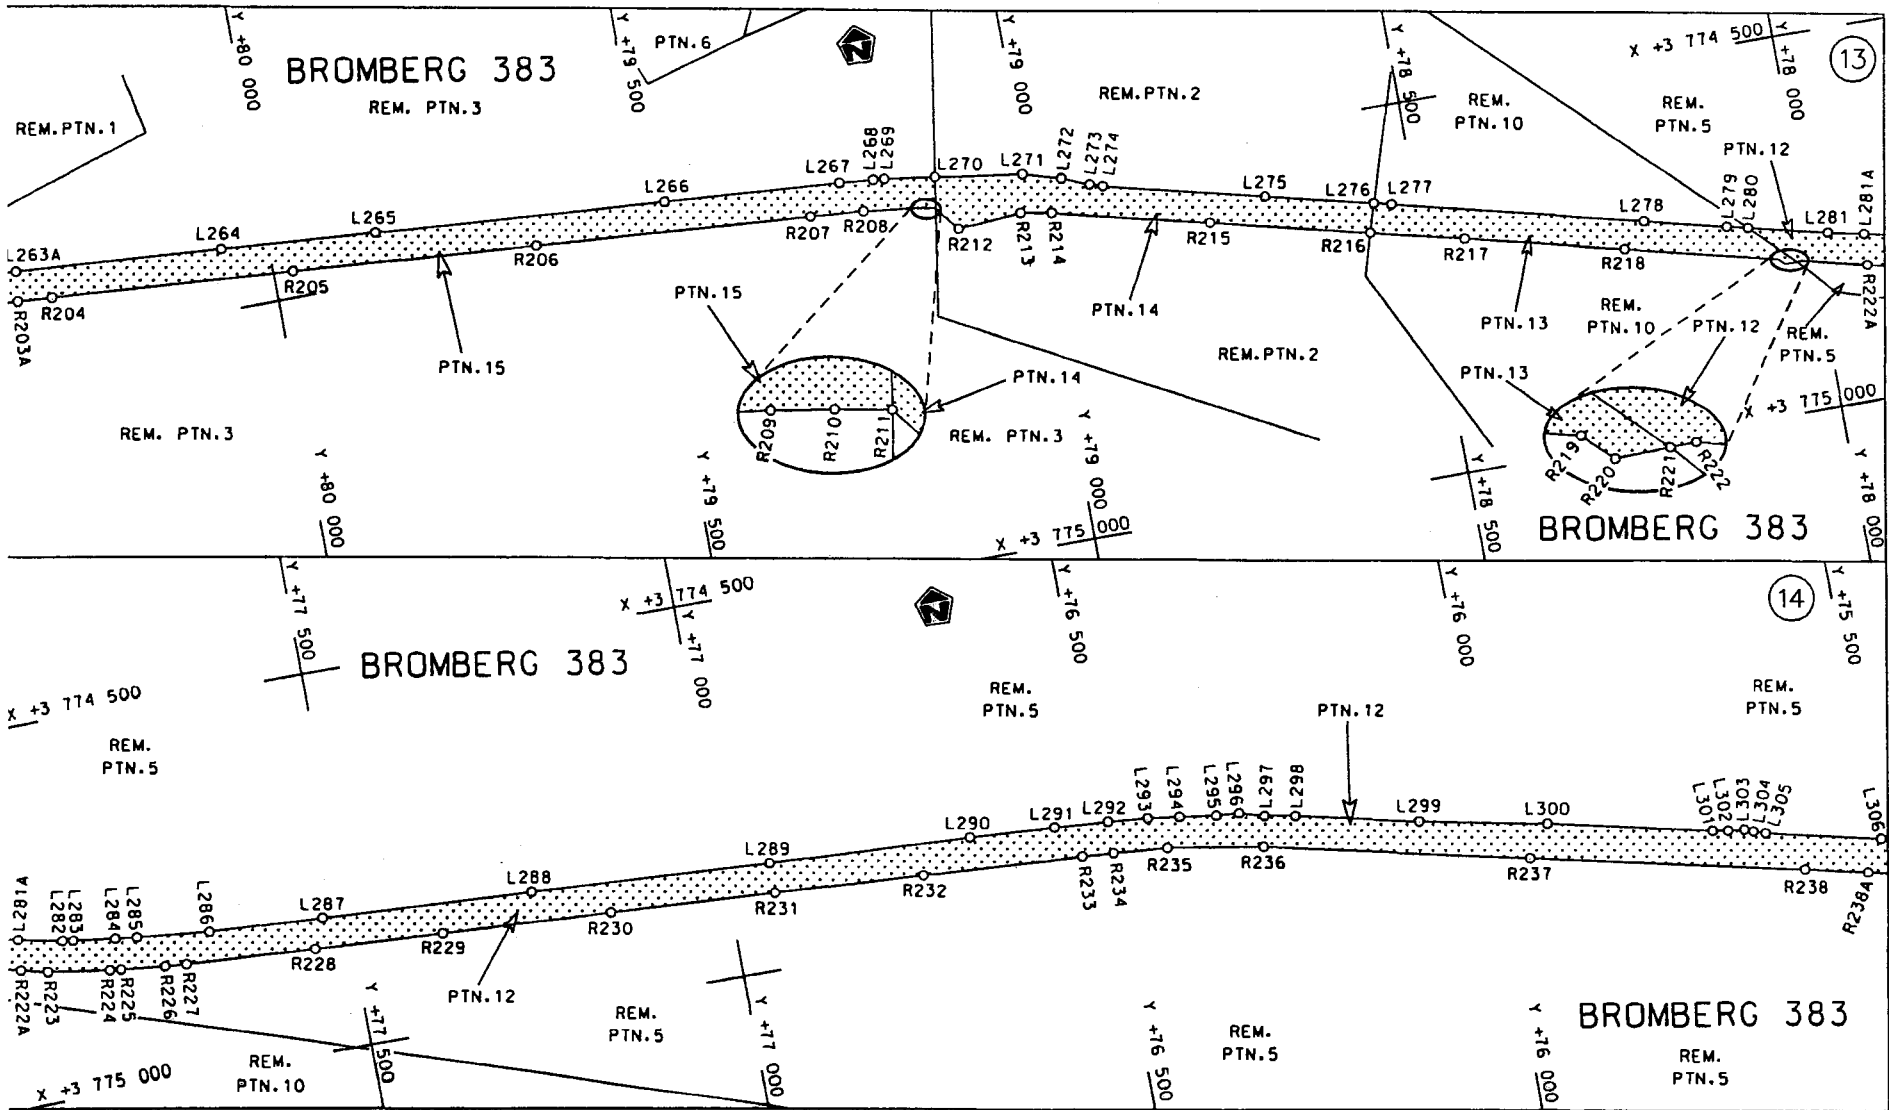 Y +80 000
BROMBERG 383
REM. PTN.3
REM.PTN.1
Y +79 500
PTN.6
N
Y +79 000
REM.PTN.2
Y +78 500
REM.
PTN.10
REM.
PTN.5
X +3 774 500
Y +78 000
13
PTN.12
L263A
L264
L265
L266
L267
L268
L269
L270
L271
L272
L273
L274
L275
L276
L277
L278
L279
L280
L281
L281A
R203A
R204
R205
R206
R207
R208
R212
R213
R214
R215
R216
R217
R218
R222A
PTN.15
PTN.15
PTN.14
PTN.14
REM.PTN.2
PTN.13
REM.
PTN.10
PTN.12
REM.
PTN.5
PTN.13
R209
R210
R211
R219
R220
R221
R222
REM. PTN.3
REM. PTN.3
X +3 775 000
Y +80 000
Y +79 500
Y +79 000
X +3 775 000
Y +78 500
BROMBERG 383
Y +78 000
Y +77 500
BROMBERG 383
X +3 774 500
Y +77 000
N
Y +76 500
Y +76 000
14
Y +75 500
X +3 774 500
REM.
PTN.5
REM.
PTN.5
REM.
PTN.5
PTN.12
L281A
L282
L283
L284
L285
L286
L287
L288
L289
L290
L291
L292
L293
L294
L295
L296
L297
L298
L299
L300
L301
L302
L303
L304
L305
L306
R222A
R223
R224
R225
R226
R227
R228
R229
R230
R231
R232
R233
R234
R235
R236
R237
R238
R238A
PTN.12
REM.
PTN.5
REM.
PTN.5
BROMBERG 383
REM.
PTN.5
REM.
PTN.10
X +3 775 000
Y +77 500
Y +77 000
Y +76 500
Y +76 000